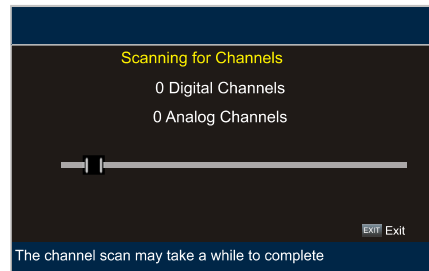 Scanning for Channels
0 Digital Channels
0 Analog Channels
EXIT Exit
The channel scan may take a while to complete